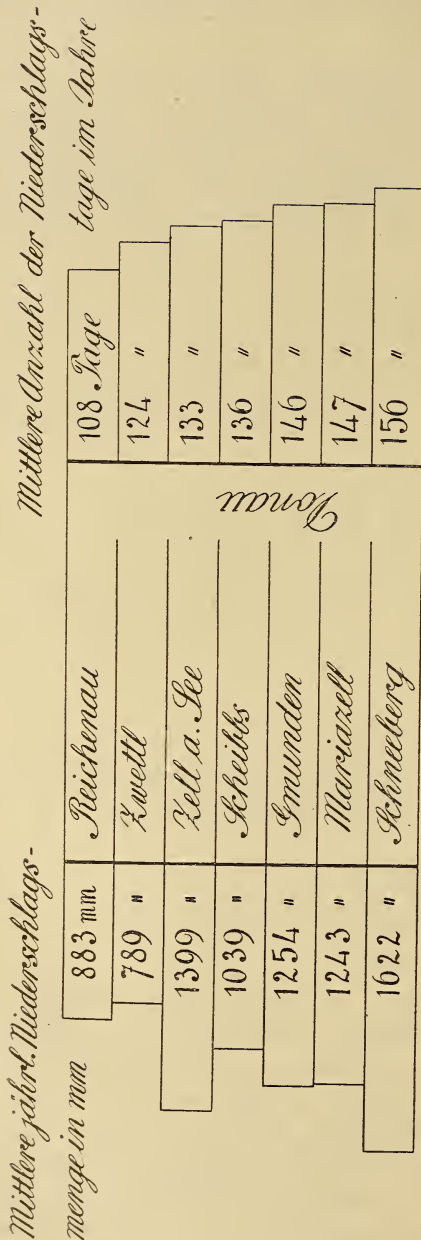 Mittlere jährl. Niederschlags-
menge in mm
Mittlere Anzahl der Niederschlags-
tage im Jahre
883 mm Reichenau 108 Tage
789 " Zwettl 124 "
1399 " Zell a. See 133 "
1039 " Scheibbs 136 "
1254 " Gmunden 146 "
1243 " Mariazell 147 "
1622 " Schneeberg 156 "
Donau